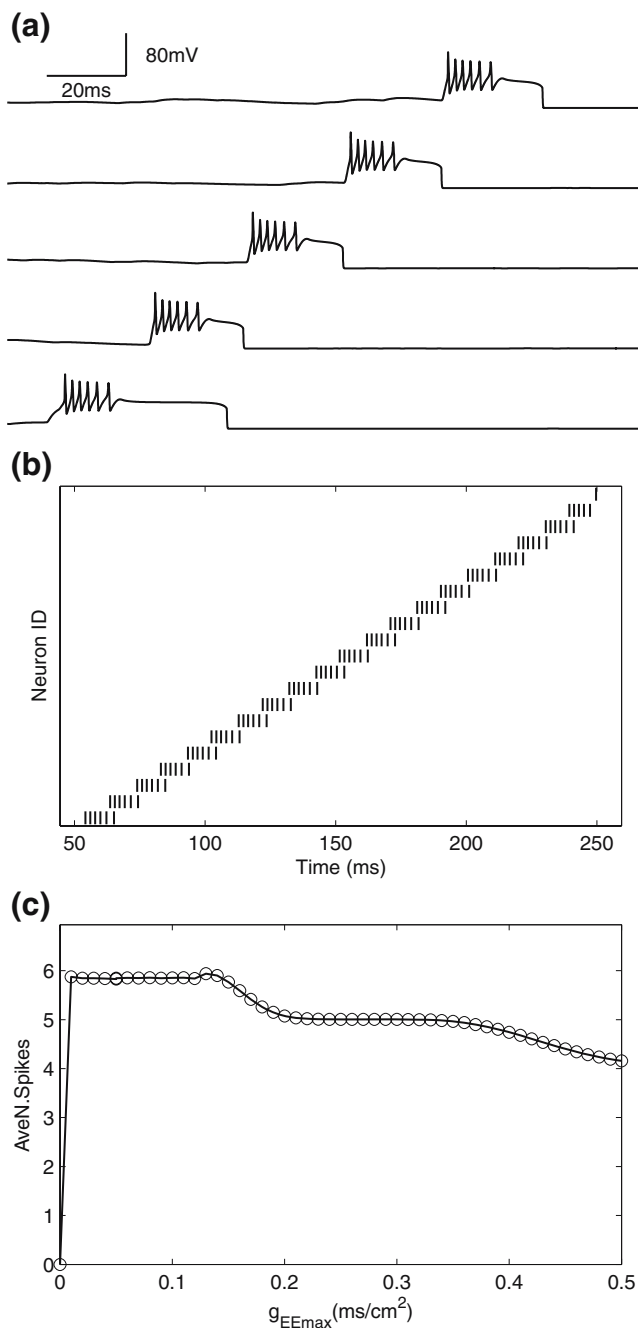 (a)
80mV
20ms
(b)
Neuron ID
50 100 150 200 250
Time (ms)
(c)
6
5
4
3
2
1
0
AveN.Spikes
0 0.1 0.2 0.3 0.4 0.5
gEEmax(ms/cm²)